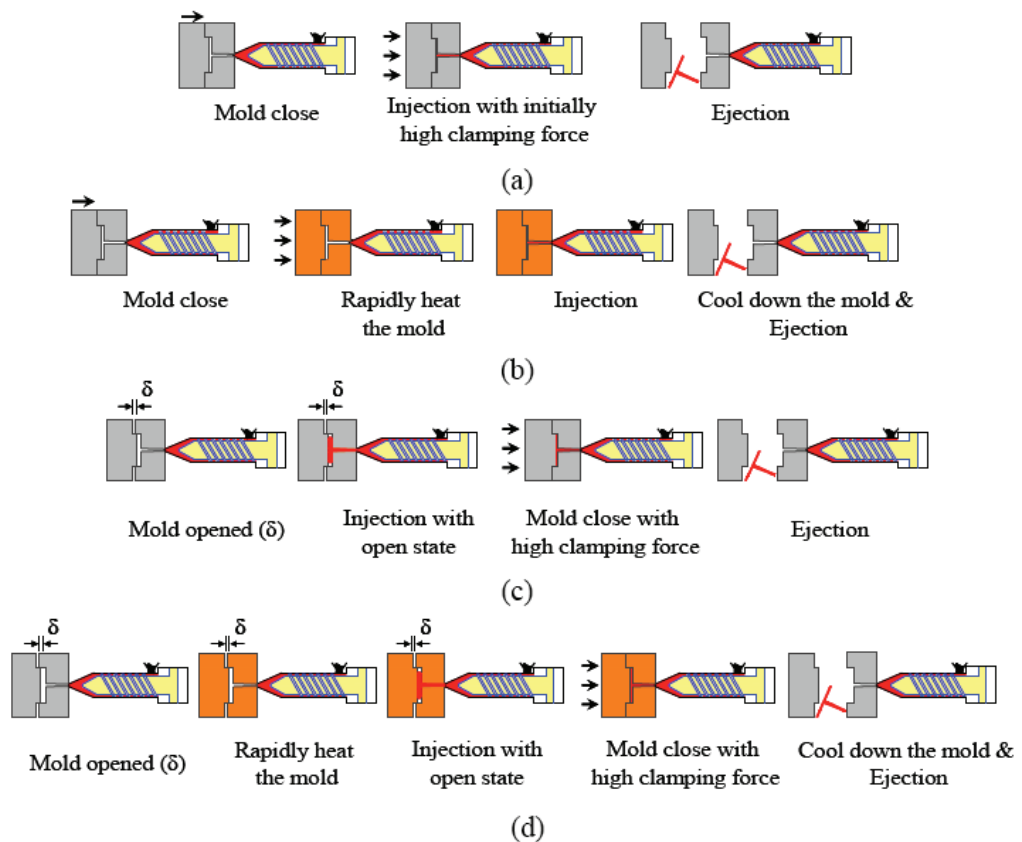 Mold close
Injection with initially
high clamping force
Ejection
(a)
Mold close
Rapidly heat
the mold
Injection
Cool down the mold &
Ejection
(b)
δ
δ
Mold opened (δ)
Injection with
open state
Mold close with
high clamping force
Ejection
(c)
δ
δ
δ
Mold opened (δ)
Rapidly heat
the mold
Injection with
open state
Mold close with
high clamping force
Cool down the mold &
Ejection
(d)